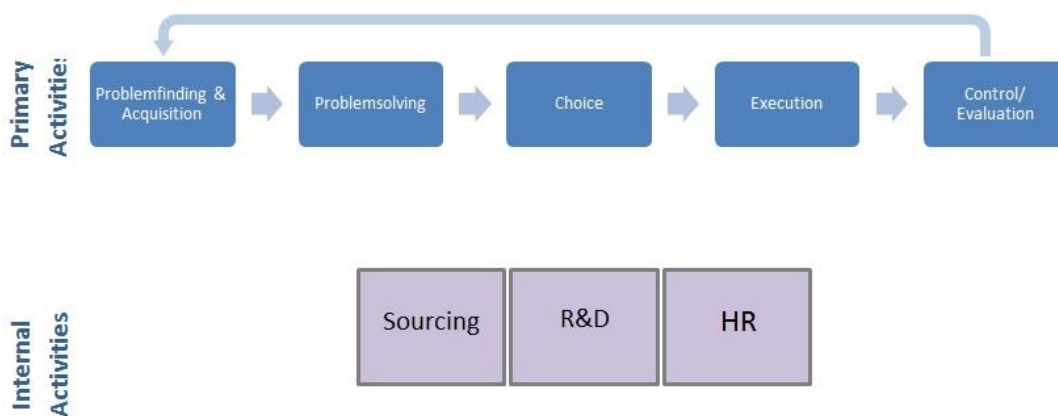 Primary
Activities
Problemfinding &
Acquisition
Problemsolving
Choice
Execution
Control/
Evaluation
Internal
Activities
Sourcing
R&D
HR